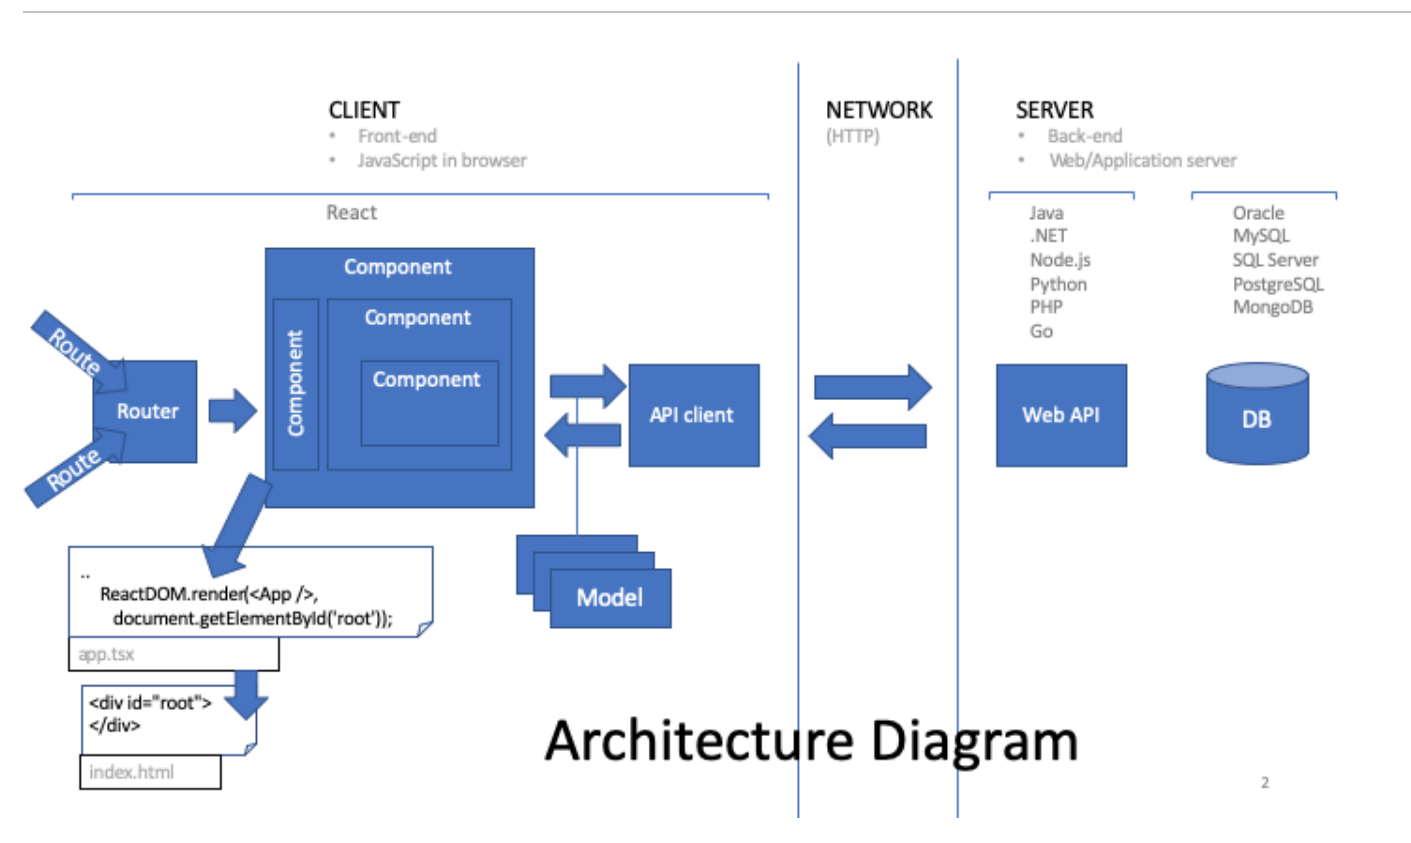 CLIENT
• Front-end
• JavaScript in browser
NETWORK
(HTTP)
SERVER
• Back-end
• Web/Application server
React
Java
.NET
Node.js
Python
PHP
Go
Oracle
MySQL
SQL Server
PostgreSQL
MongoDB
Route
Route
Router
Component
Component
Component
Component
API client
Web API
DB
Model
..
ReactDOM.render(<App />,
document.getElementById('root'));
app.tsx
<div id="root">
</div>
index.html
Architecture Diagram
2